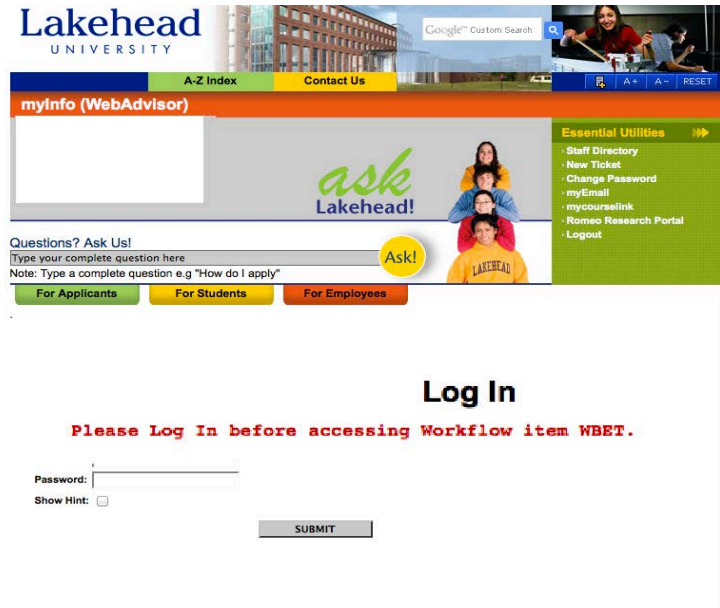 Lakehead
UNIVERSITY
Google™ Custom Search
A-Z Index
Contact Us
A+
A-
RESET
myInfo (WebAdvisor)
ask
Lakehead!
Essential Utilities
Staff Directory
New Ticket
Change Password
myEmail
mycourselink
Romeo Research Portal
Logout
Questions? Ask Us!
Type your complete question here
Ask!
Note: Type a complete question e.g "How do I apply"
LAKEHEAD
For Applicants
For Students
For Employees
Log In
Please Log In before accessing Workflow item WBET.
Password:
Show Hint:
SUBMIT